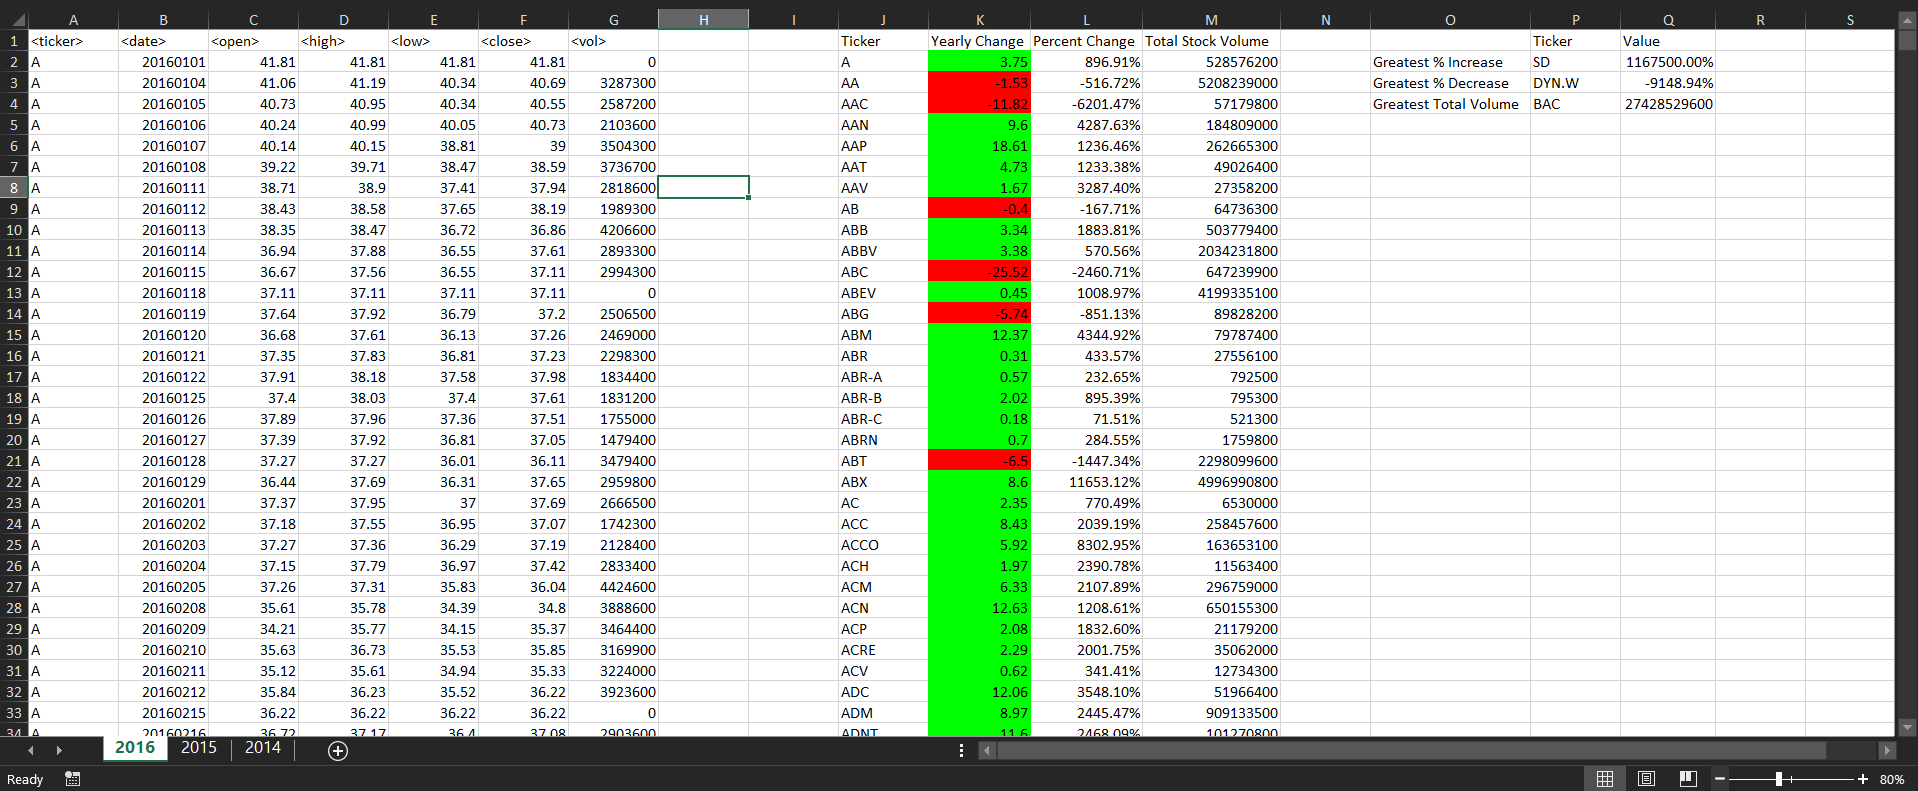 A B C D E F G H I J K L M N O P Q R S
1 <ticker> <date> <open> <high> <low> <close> <vol> Ticker Yearly Change Percent Change Total Stock Volume Ticker Value
2 A 20160101 41.81 41.81 41.81 41.81 0 A 3.75 896.91% 528576200 Greatest % Increase SD 1167500.00%
3 A 20160104 41.06 41.19 40.34 40.69 3287300 AA -1.53 -516.72% 5208239000 Greatest % Decrease DYN.W -9148.94%
4 A 20160105 40.73 40.95 40.34 40.55 2587200 AAC -11.82 -6201.47% 57179800 Greatest Total Volume BAC 27428529600
5 A 20160106 40.24 40.99 40.05 40.73 2103600 AAN 9.6 4287.63% 184809000
6 A 20160107 40.14 40.15 38.81 39 3504300 AAP 18.61 1236.46% 262665300
7 A 20160108 39.22 39.71 38.47 38.59 3736700 AAT 4.73 1233.38% 49026400
8 A 20160111 38.71 38.9 37.41 37.94 2818600 AAV 1.67 3287.40% 27358200
9 A 20160112 38.43 38.58 37.65 38.19 1989300 AB -0.4 -167.71% 64736300
10 A 20160113 38.35 38.47 36.72 36.86 4206600 ABB 3.34 1883.81% 503779400
11 A 20160114 36.94 37.88 36.55 37.61 2893300 ABBV 3.38 570.56% 2034231800
12 A 20160115 36.67 37.56 36.55 37.11 2994300 ABC -25.52 -2460.71% 647239900
13 A 20160118 37.11 37.11 37.11 37.11 0 ABEV 0.45 1008.97% 4199335100
14 A 20160119 37.64 37.92 36.79 37.2 2506500 ABG -5.74 -851.13% 89828200
15 A 20160120 36.68 37.61 36.13 37.26 2469000 ABM 12.37 4344.92% 79787400
16 A 20160121 37.35 37.83 36.81 37.23 2298300 ABR 0.31 433.57% 27556100
17 A 20160122 37.91 38.18 37.58 37.98 1834400 ABR-A 0.57 232.65% 792500
18 A 20160125 37.4 38.03 37.4 37.61 1831200 ABR-B 2.02 895.39% 795300
19 A 20160126 37.89 37.96 37.36 37.51 1755000 ABR-C 0.18 71.51% 521300
20 A 20160127 37.39 37.92 36.81 37.05 1479400 ABRN 0.7 284.55% 1759800
21 A 20160128 37.27 37.27 36.01 36.11 3479400 ABT -6.5 -1447.34% 2298099600
22 A 20160129 36.44 37.69 36.31 37.65 2959800 ABX 8.6 11653.12% 4996990800
23 A 20160201 37.37 37.95 37 37.69 2666500 AC 2.35 770.49% 6530000
24 A 20160202 37.18 37.55 36.95 37.07 1742300 ACC 8.43 2039.19% 258457600
25 A 20160203 37.27 37.36 36.29 37.19 2128400 ACCO 5.92 8302.95% 163653100
26 A 20160204 37.15 37.79 36.97 37.42 2833400 ACH 1.97 2390.78% 11563400
27 A 20160205 37.26 37.31 35.83 36.04 4424600 ACM 6.33 2107.89% 296759000
28 A 20160208 35.61 35.78 34.39 34.8 3888600 ACN 12.63 1208.61% 650155300
29 A 20160209 34.21 35.77 34.15 35.37 3464400 ACP 2.08 1832.60% 21179200
30 A 20160210 35.63 36.73 35.53 35.85 3169900 ACRE 2.29 2001.75% 35062000
31 A 20160211 35.12 35.61 34.94 35.33 3224000 ACV 0.62 341.41% 12734300
32 A 20160212 35.84 36.23 35.52 36.22 3923600 ADC 12.06 3548.10% 51966400
33 A 20160215 36.22 36.22 36.22 36.22 0 ADM 8.97 2445.47% 909133500
34 A 20160216 36.72 37.17 36.4 37.08 2903600 ADNT 11.6 2468.09% 101270800
2016 2015 2014
Ready 80%